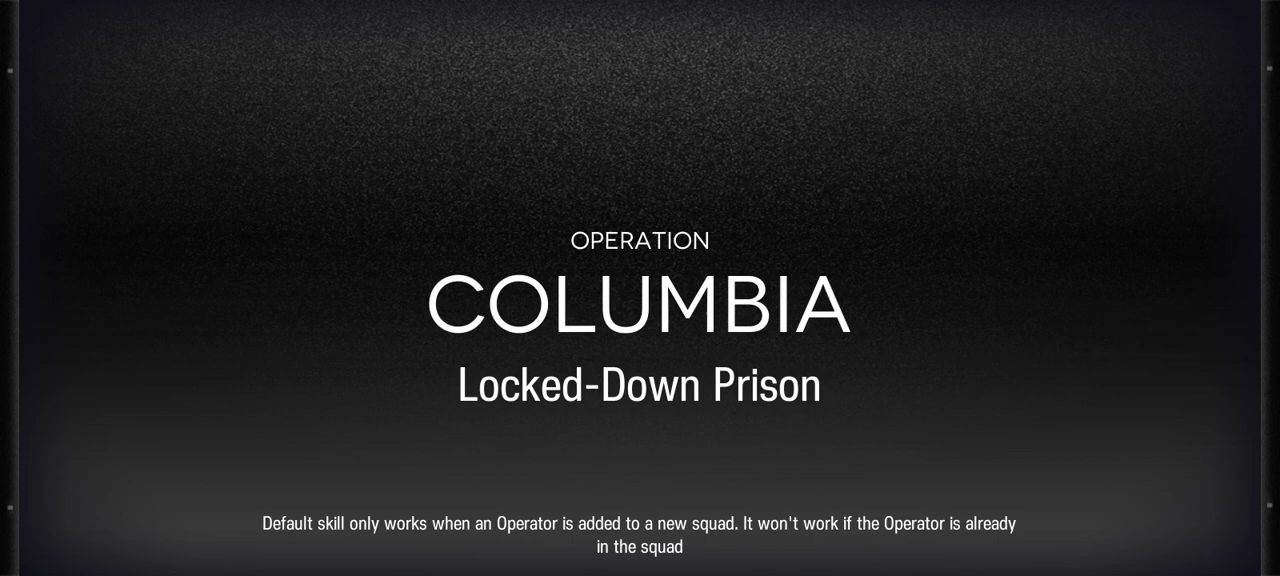 OPERATION
COLUMBIA
Locked-Down Prison
Default skill only works when an Operator is added to a new squad. It won't work if the Operator is already
in the squad